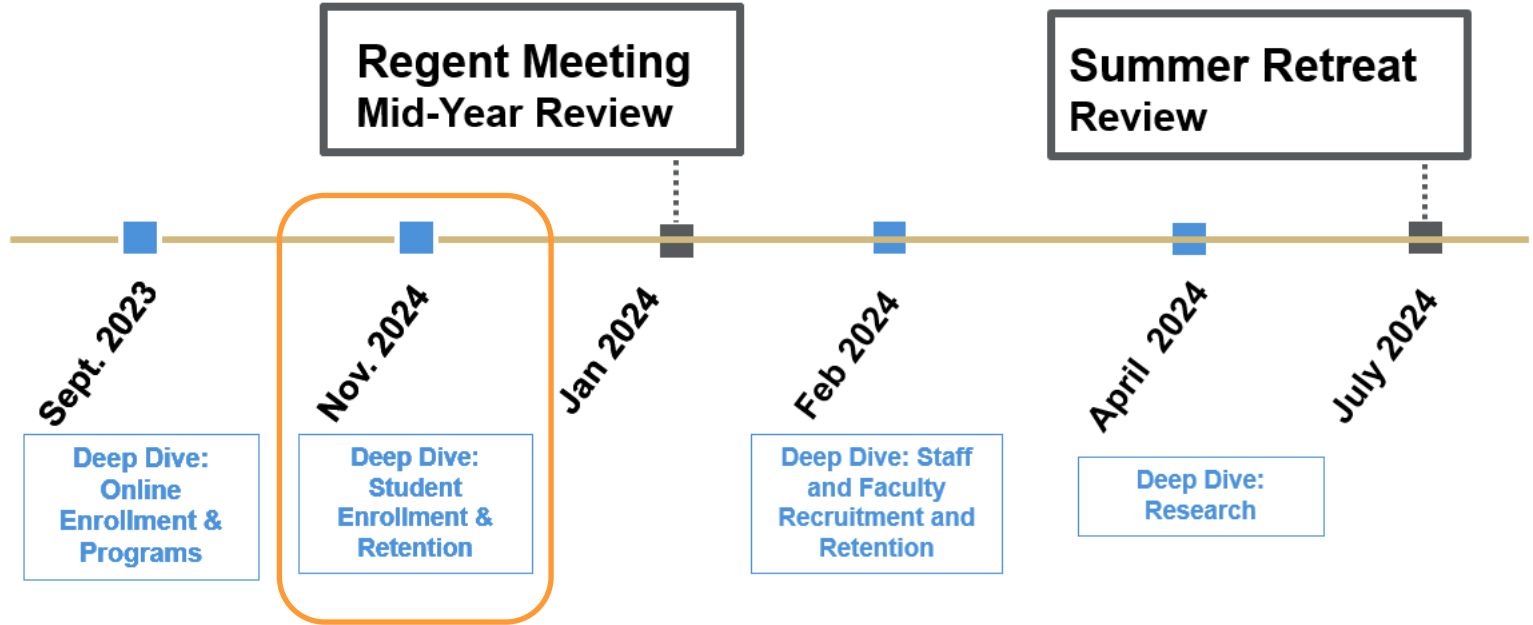 Regent Meeting
Mid-Year Review
Summer Retreat
Review
Sept. 2023
Nov. 2024
Jan 2024
Feb 2024
April  2024
July 2024
Deep Dive:
Online
Enrollment &
Programs
Deep Dive:
Student
Enrollment &
Retention
Deep Dive: Staff
and Faculty
Recruitment and
Retention
Deep Dive:
Research